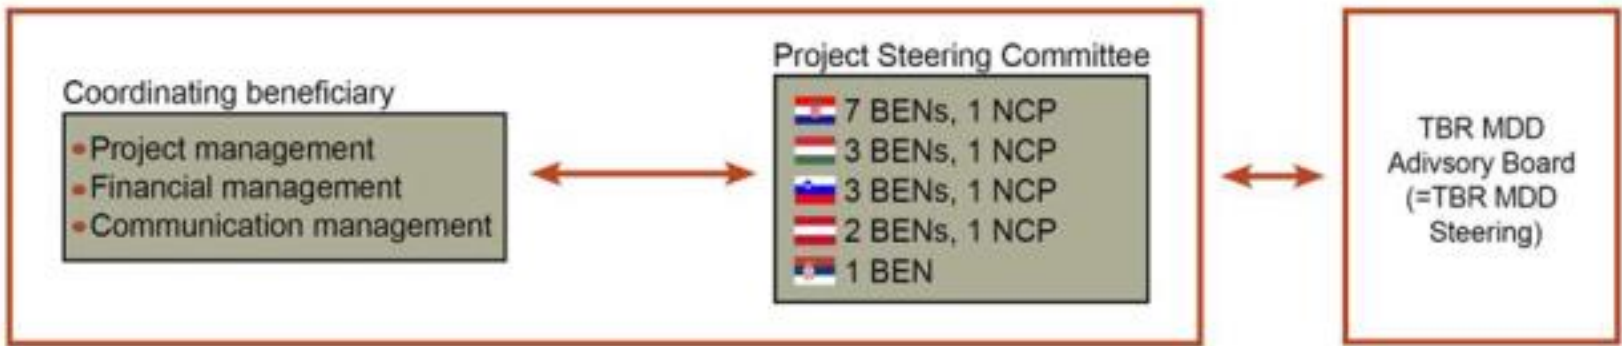 Coordinating beneficiary
• Project management
• Financial management
• Communication management
Project Steering Committee
7 BENs, 1 NCP
3 BENs, 1 NCP
3 BENs, 1 NCP
2 BENs, 1 NCP
1 BEN
TBR MDD
Adivsory Board
(=TBR MDD
Steering)